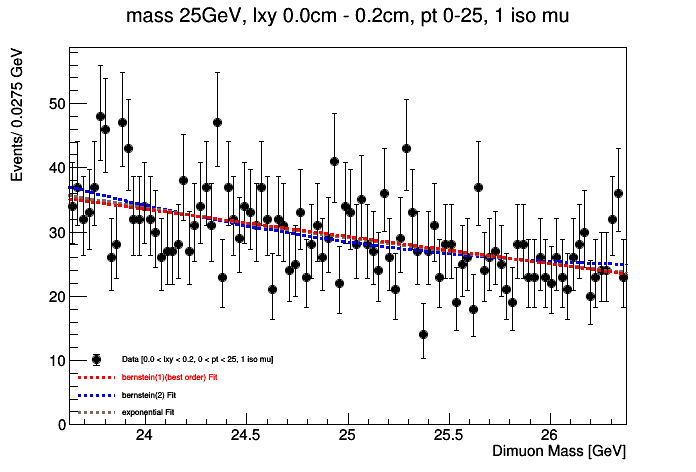 mass 25GeV, lxy 0.0cm - 0.2cm, pt 0-25, 1 iso mu
Events/ 0.0275 GeV
50
40
30
20
10
0
Data [0.0 < lxy < 0.2, 0 < pt < 25, 1 iso mu]
bernstein(1)(best order) Fit
bernstein(2) Fit
exponential Fit
24 24.5 25 25.5 26
Dimuon Mass [GeV]